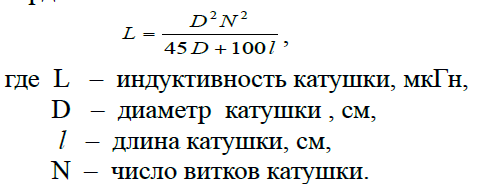 L = D²N² / (45D + 100l),
где L – индуктивность катушки, мкГн,
D – диаметр катушки , см,
l – длина катушки, см,
N – число витков катушки.